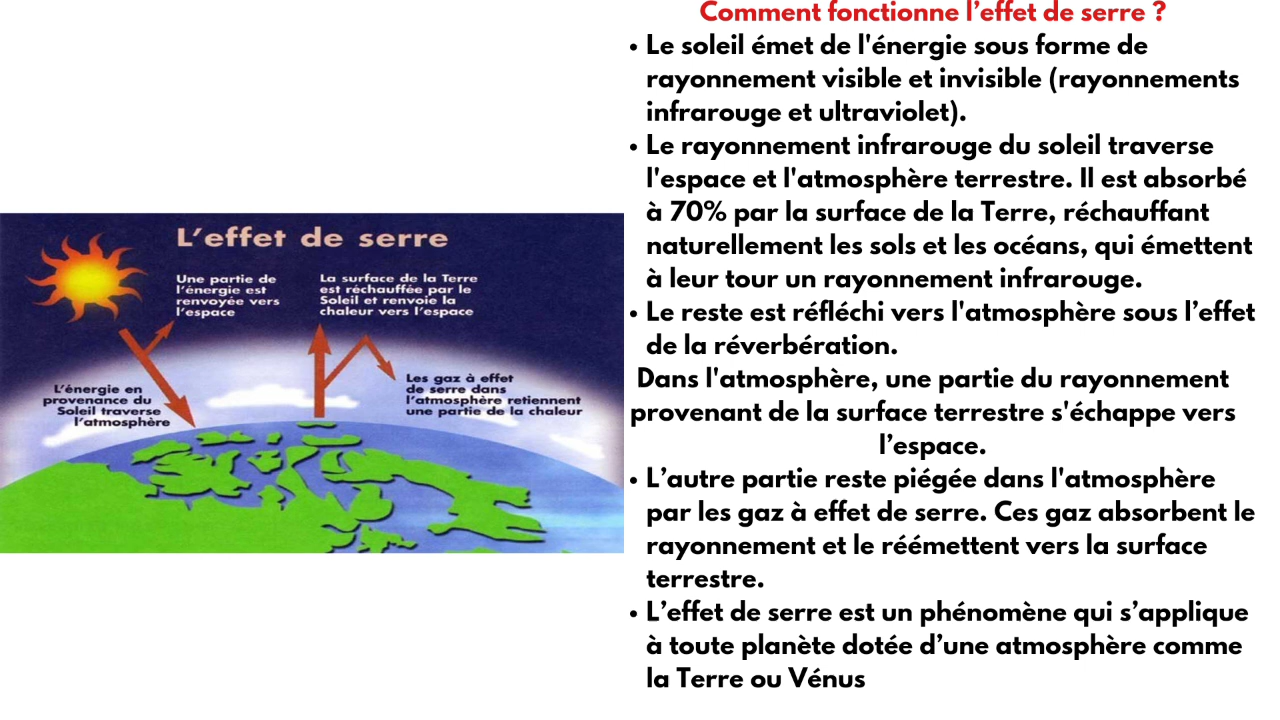 Comment fonctionne l’effet de serre ?
• Le soleil émet de l'énergie sous forme de
rayonnement visible et invisible (rayonnements
infrarouge et ultraviolet).
• Le rayonnement infrarouge du soleil traverse
l'espace et l'atmosphère terrestre. Il est absorbé
à 70% par la surface de la Terre, réchauffant
naturellement les sols et les océans, qui émettent
à leur tour un rayonnement infrarouge.
• Le reste est réfléchi vers l'atmosphère sous l’effet
de la réverbération.
Dans l'atmosphère, une partie du rayonnement
provenant de la surface terrestre s'échappe vers
l’espace.
• L’autre partie reste piégée dans l'atmosphère
par les gaz à effet de serre. Ces gaz absorbent le
rayonnement et le réémettent vers la surface
terrestre.
• L’effet de serre est un phénomène qui s’applique
à toute planète dotée d’une atmosphère comme
la Terre ou Vénus
L’effet de serre
Une partie de
l’énergie est
renvoyée vers
l’espace
La surface de la Terre
est réchauffée par le
Soleil et renvoie la
chaleur vers l’espace
L’énergie en
provenance du
Soleil traverse
l’atmosphère
Les gaz à effet
de serre dans
l’atmosphère retiennent
une partie de la chaleur